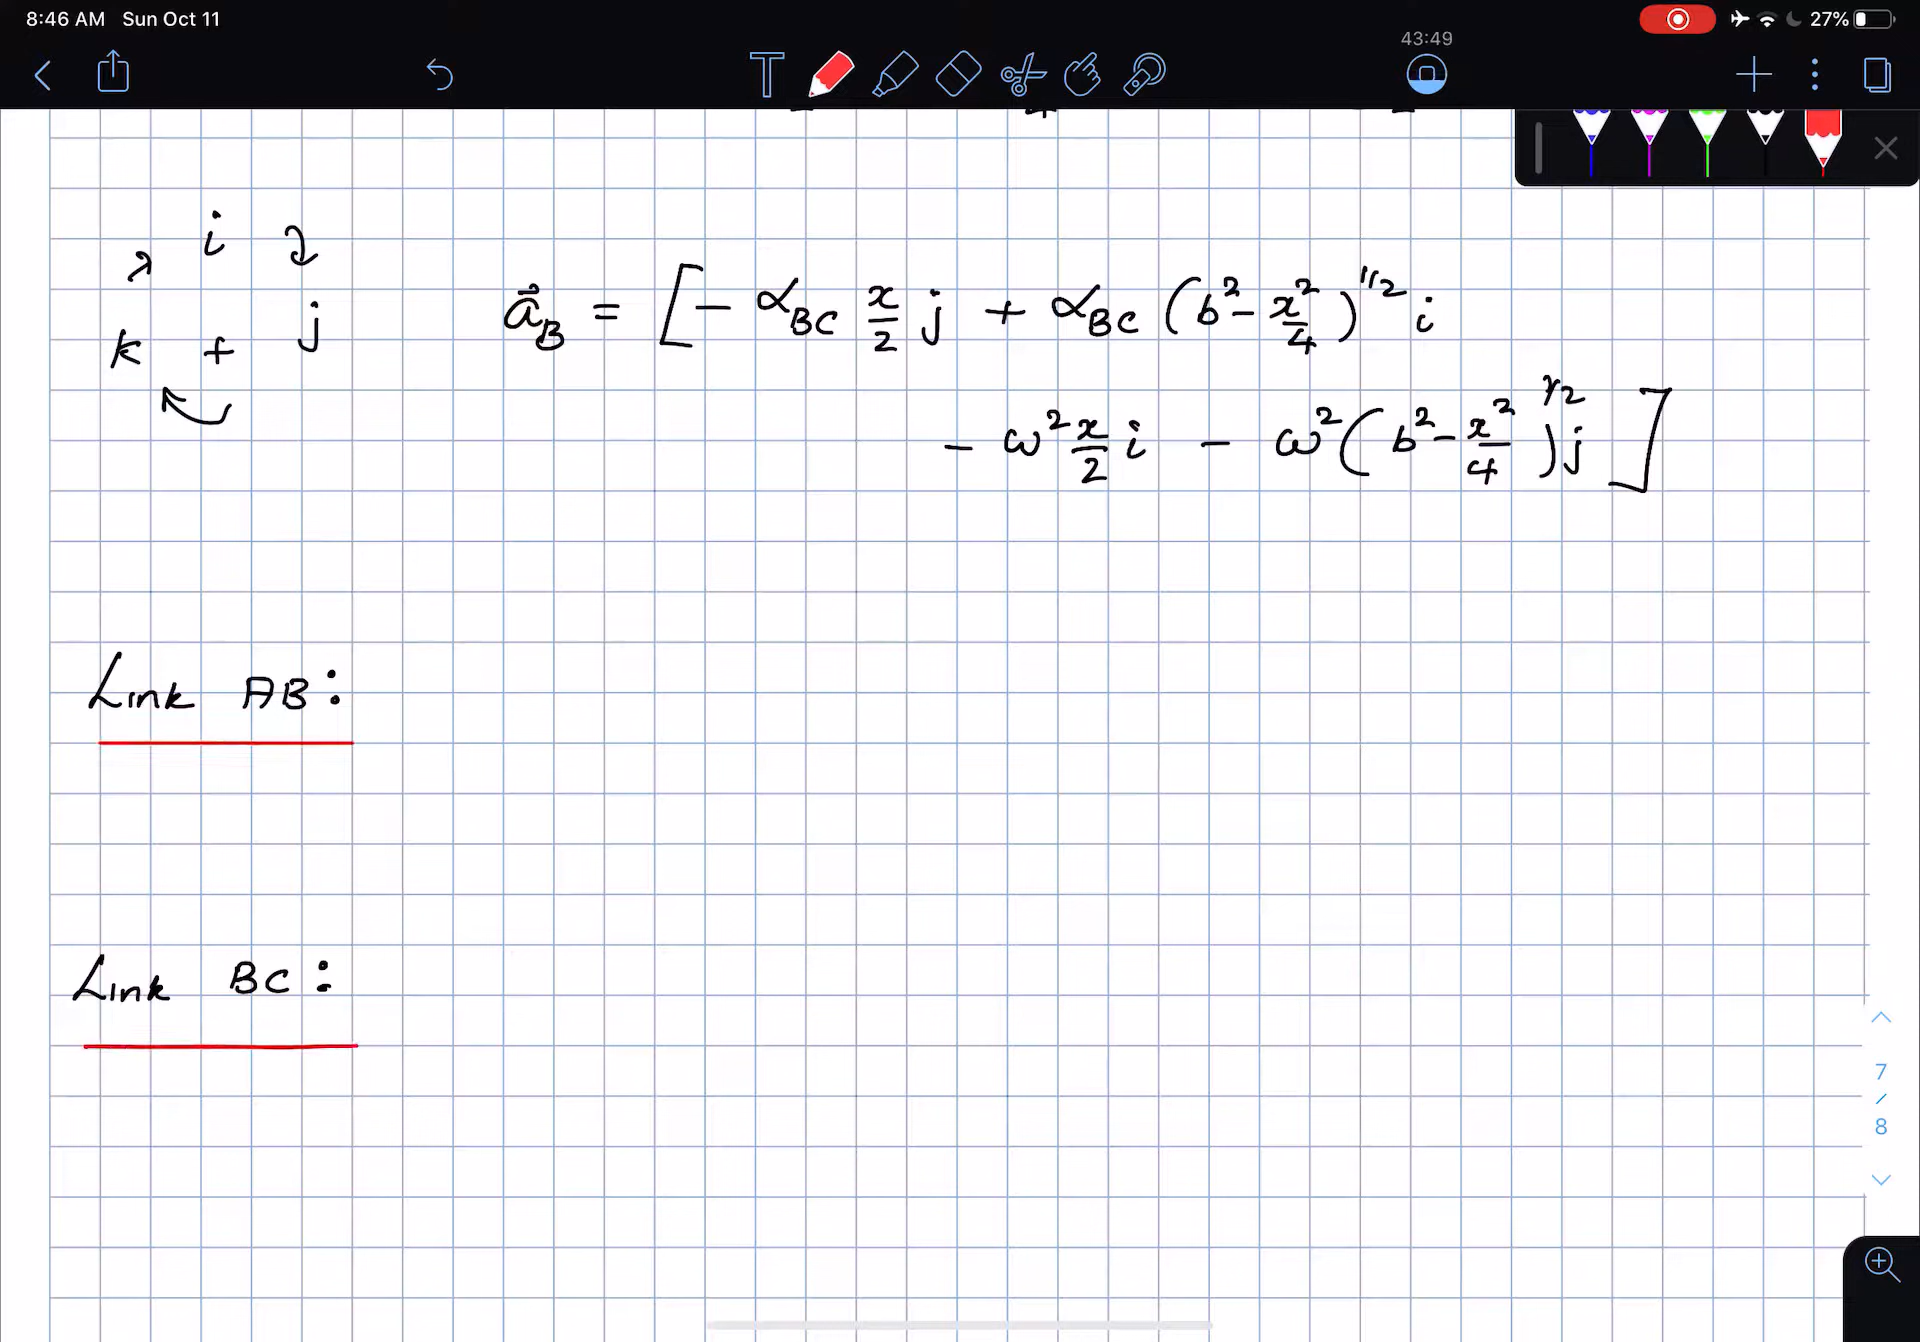 8:46 AM Sun Oct 11
27%
43:49
T
i
k + j
a⃗_B = [ - α_BC x/2 j + α_BC (b² - x²/4)^1/2 i
- ω² x/2 i - ω² (b² - x²/4)^1/2 j ]
Link AB:
Link BC:
7
/
8